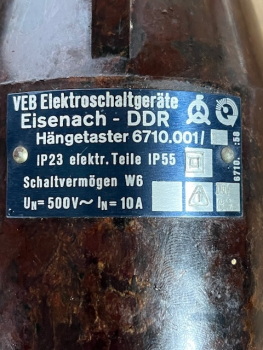 VEB Elektroschaltgeräte
Eisenach - DDR
Hängetaster 6710.001/
IP23 elektr. Teile IP55
Schaltvermögen W6
UN=500V~ IN=10A